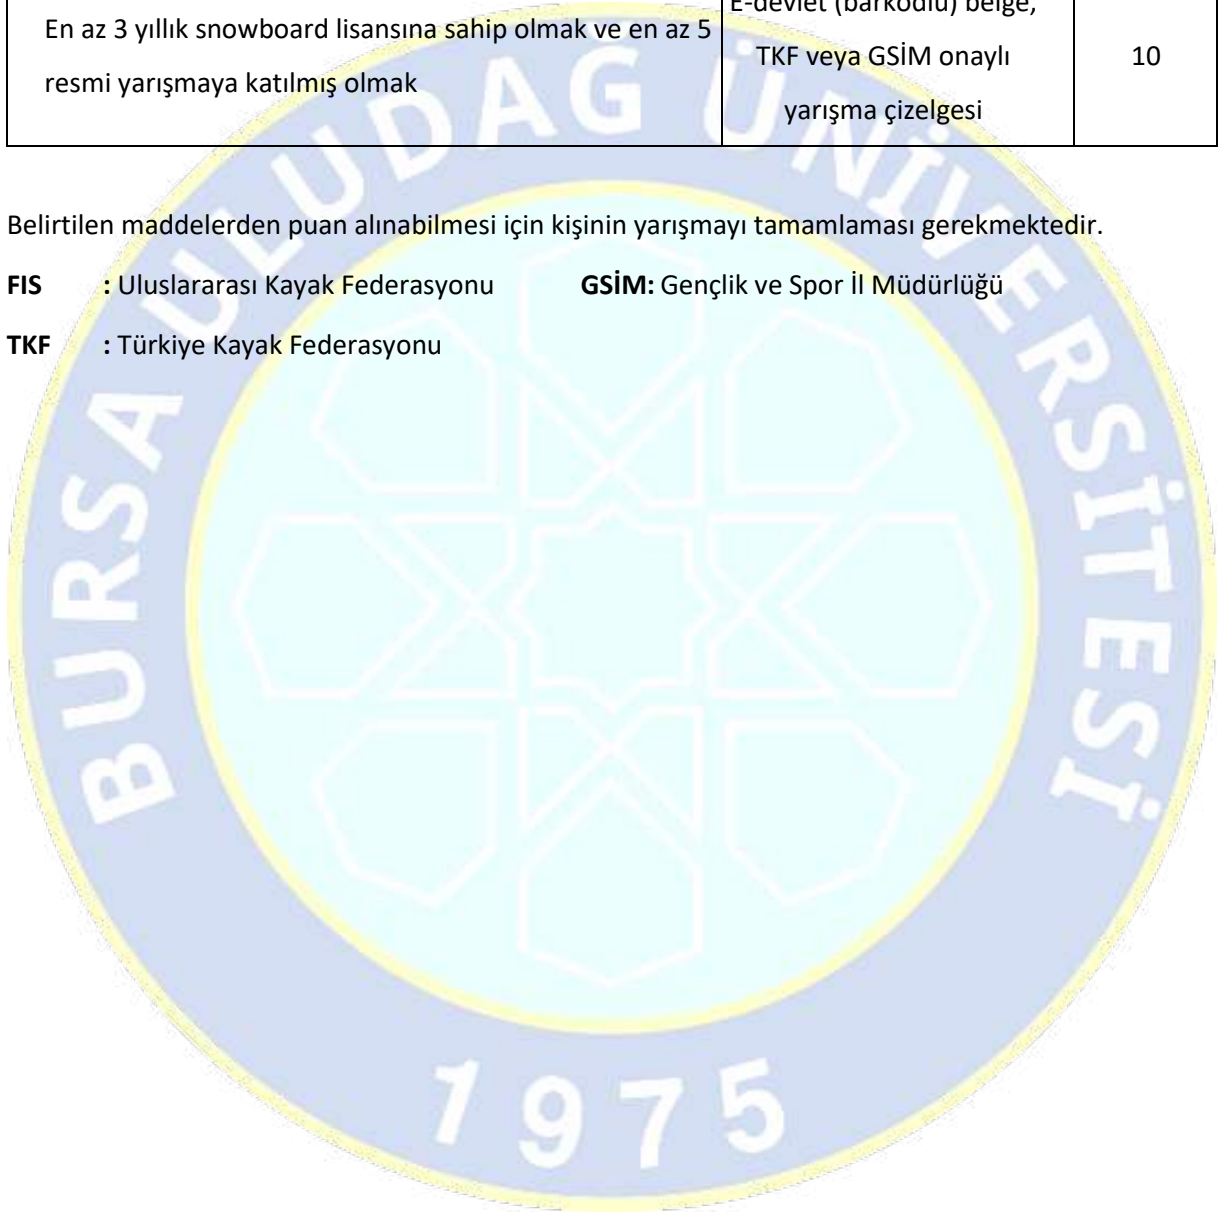 En az 3 yıllık snowboard lisansına sahip olmak ve en az 5
resmi yarışmaya katılmış olmak
E-devlet (barkodlu) belge,
TKF veya GSİM onaylı
yarışma çizelgesi
10
Belirtilen maddelerden puan alınabilmesi için kişinin yarışmayı tamamlaması gerekmektedir.
FIS : Uluslararası Kayak Federasyonu GSİM: Gençlik ve Spor İl Müdürlüğü
TKF : Türkiye Kayak Federasyonu
BURSA ULUDAĞ ÜNİVERSİTESİ
1975